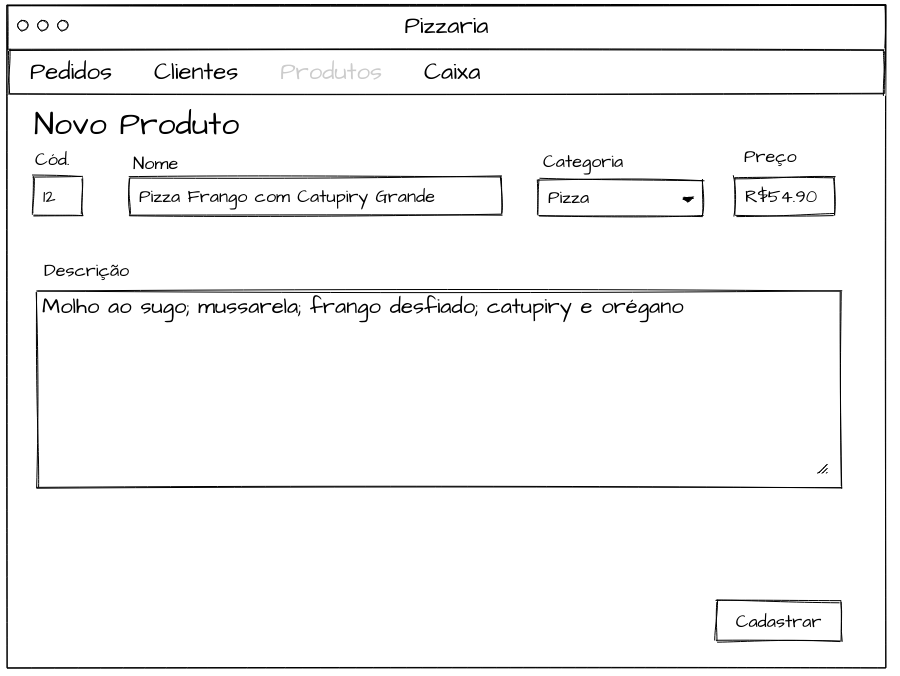 Pizzaria
Pedidos Clientes Produtos Caixa
Novo Produto
Cód. Nome Categoria Preço
12 Pizza Frango com Catupiry Grande Pizza R$54.90
Descrição
Molho ao sugo; mussarela; frango desfiado; catupiry e orégano
Cadastrar